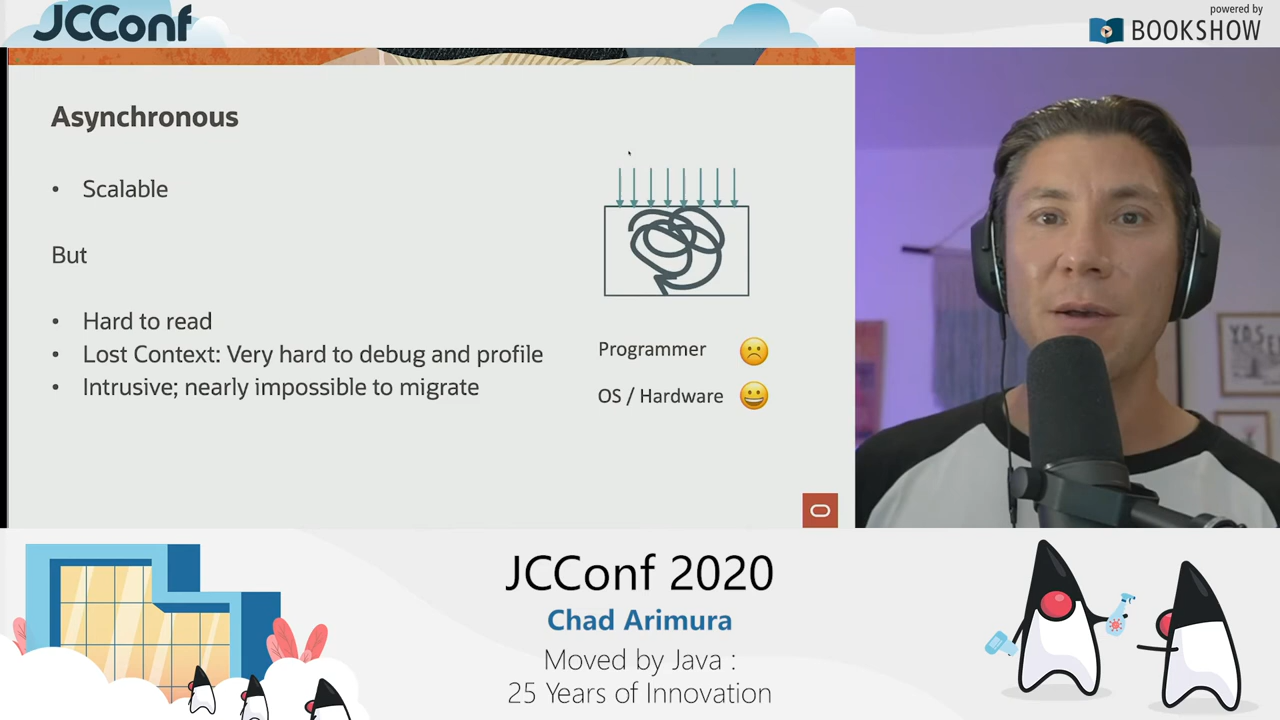 JCConf
powered by
BOOKSHOW
Asynchronous
• Scalable
But
• Hard to read
• Lost Context: Very hard to debug and profile
• Intrusive; nearly impossible to migrate
Programmer
OS / Hardware
JCConf 2020
Chad Arimura
Moved by Java :
25 Years of Innovation